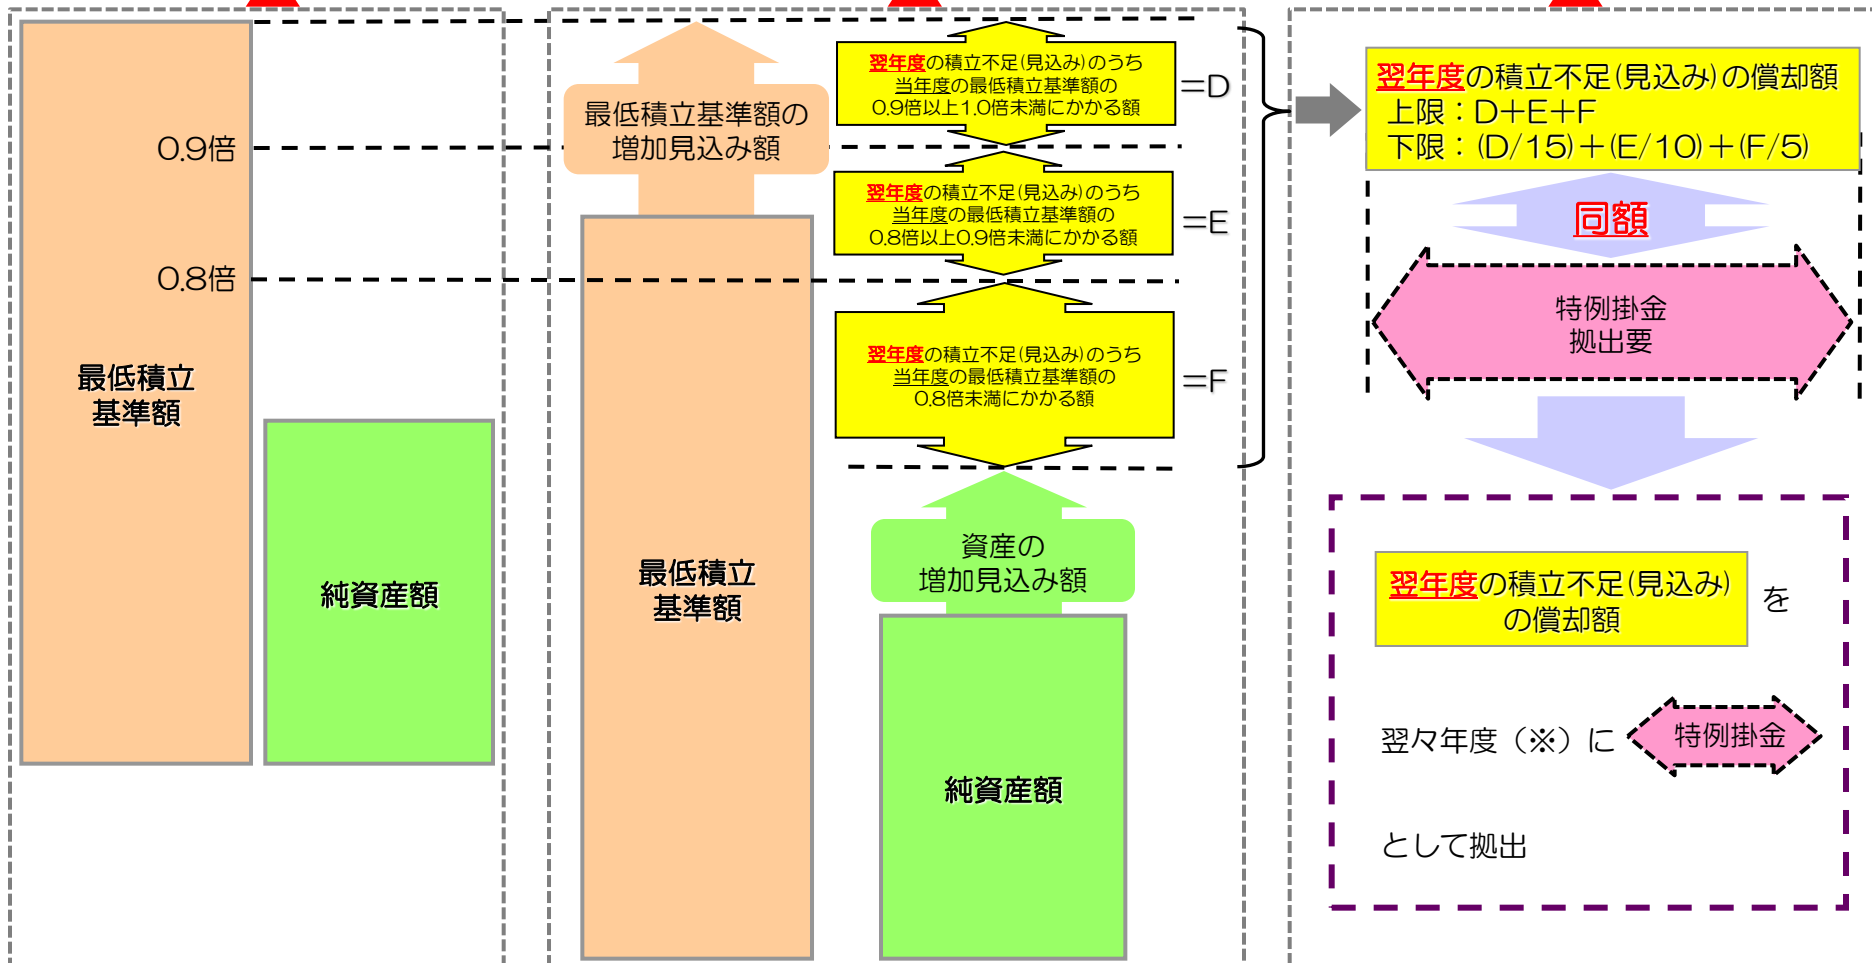 0.9倍
0.8倍
最低積立
基準額
純資産額
最低積立基準額の
増加見込み額
最低積立
基準額
翌年度の積立不足(見込み)のうち
当年度の最低積立基準額の
0.9倍以上1.0倍未満にかかる額
=D
翌年度の積立不足(見込み)のうち
当年度の最低積立基準額の
0.8倍以上0.9倍未満にかかる額
=E
翌年度の積立不足(見込み)のうち
当年度の最低積立基準額の
0.8倍未満にかかる額
=F
資産の
増加見込み額
純資産額
翌年度の積立不足(見込み)の償却額
上限：D+E+F
下限：(D/15)+(E/10)+(F/5)
同額
特例掛金
拠出要
翌年度の積立不足(見込み)
の償却額
を
翌々年度（※）に
特例掛金
として拠出